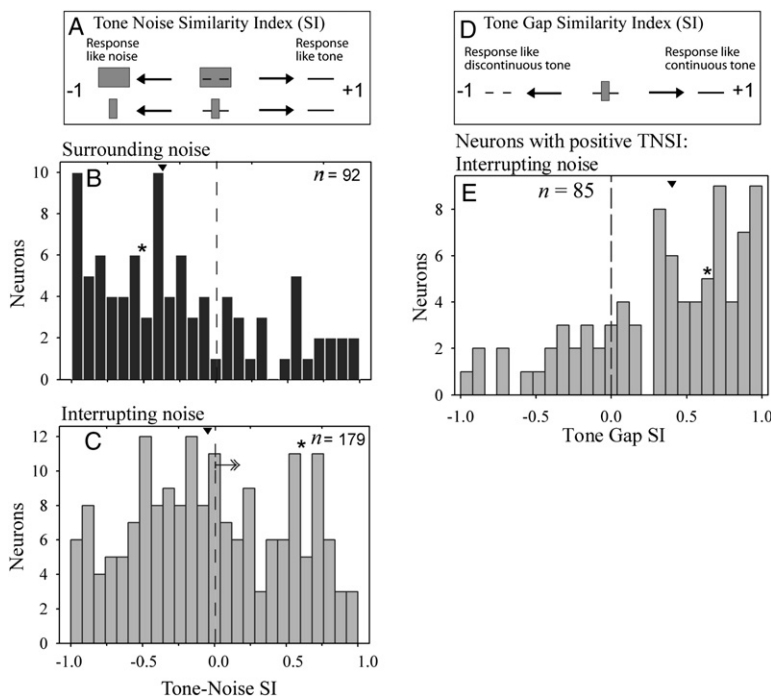 A Tone Noise Similarity Index (SI)
Response
like noise
Response
like tone
-1
+1
Surrounding noise
B
n = 92
*
Neurons
10
8
6
4
2
0
Interrupting noise
C
n = 179
*
Neurons
12
10
8
6
4
2
0
-1.0 -0.5 0.0 0.5 1.0
Tone-Noise SI
D Tone Gap Similarity Index (SI)
Response like
discontinuous tone
Response like
continuous tone
-1
+1
Neurons with positive TNSI:
Interrupting noise
E
n = 85
*
Neurons
8
6
4
2
0
-1.0 -0.5 0.0 0.5 1.0
Tone Gap SI